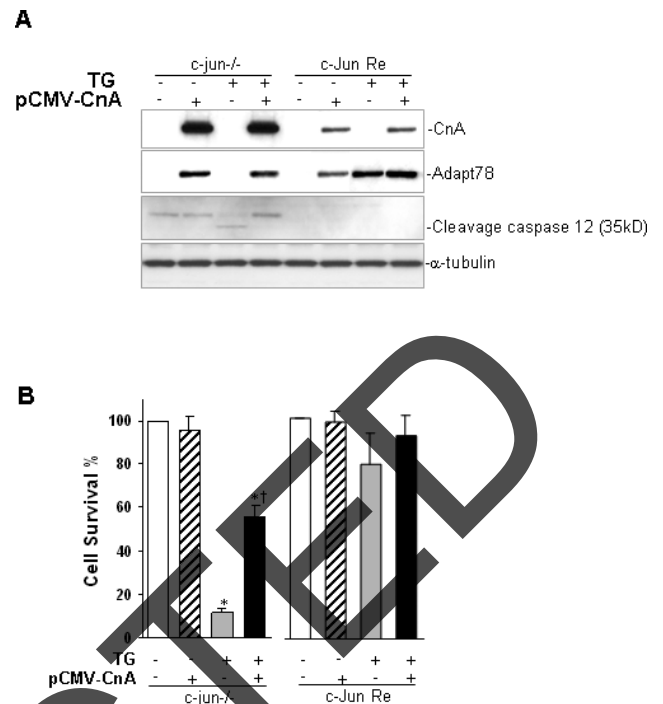 A
c-jun-/- c-Jun Re
TG - - + + - - + +
pCMV-CnA - + - + - + - +
-CnA
-Adapt78
-Cleavage caspase 12 (35kD)
-α-tubulin
B
Cell Survival %
100
80
60
40
20
0
*
*†
TG - - + + - - + +
pCMV-CnA - + - + - + - +
c-jun-/- c-Jun Re
TED